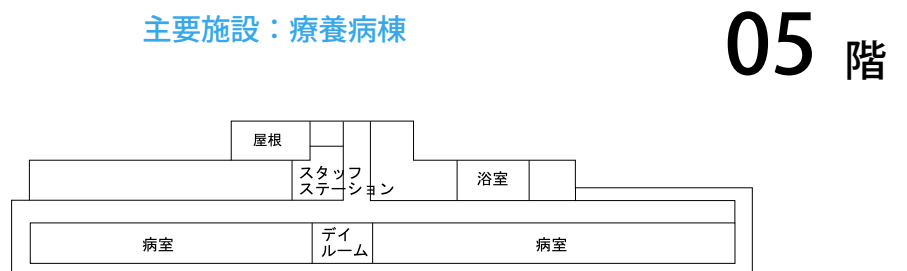 主要施設：療養病棟
05 階
屋根
スタッフ
ステーション
浴室
病室
デイ
ルーム
病室